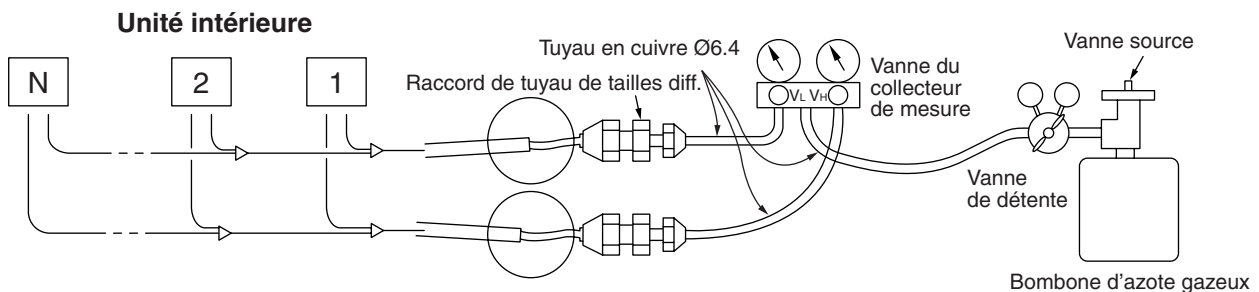 Unité intérieure
N
2
1
Tuyau en cuivre Ø6.4
Raccord de tuyau de tailles diff.
VL VH
Vanne du
collecteur
de mesure
Vanne source
Vanne
de détente
Bombone d'azote gazeux